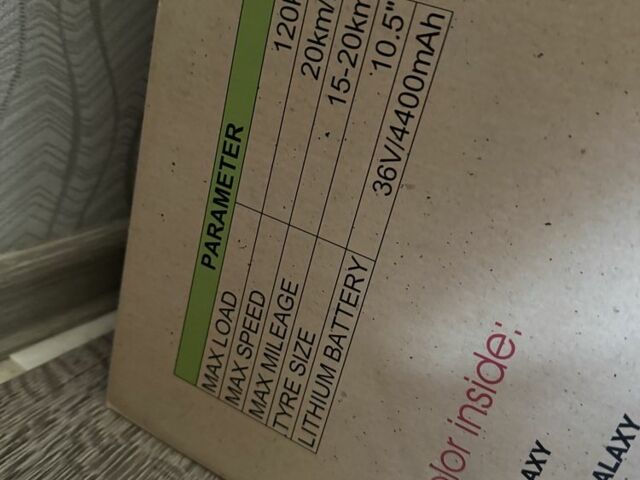 PARAMETER
MAX LOAD 120
MAX SPEED 20km/
MAX MILEAGE 15-20km
TYRE SIZE 10.5"
LITHIUM BATTERY 36V/4400mAh
lor inside:
AXY
ALAXY